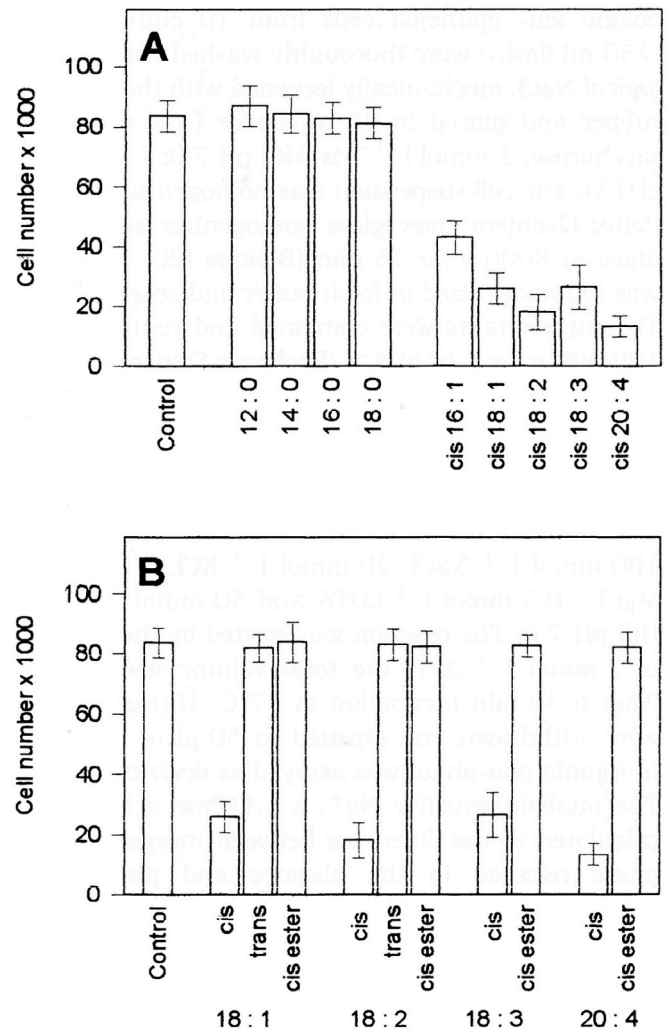 A
Cell number x 1000
100
80
60
40
20
0
Control
12 : 0
14 : 0
16 : 0
18 : 0
cis 16 : 1
cis 18 : 1
cis 18 : 2
cis 18 : 3
cis 20 : 4
B
Cell number x 1000
100
80
60
40
20
0
Control
cis
trans
cis ester
cis
trans
cis ester
cis
cis ester
cis
cis ester
18 : 1
18 : 2
18 : 3
20 : 4